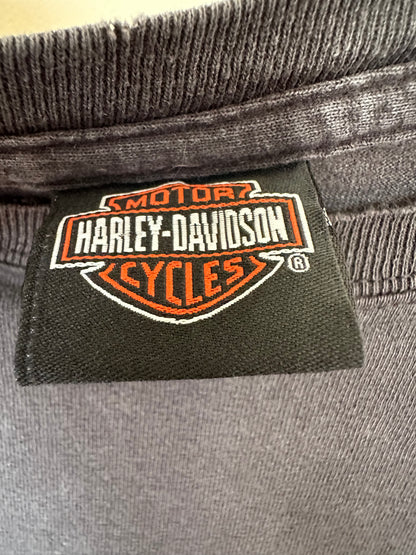 MOTOR
HARLEY-DAVIDSON
CYCLES
®